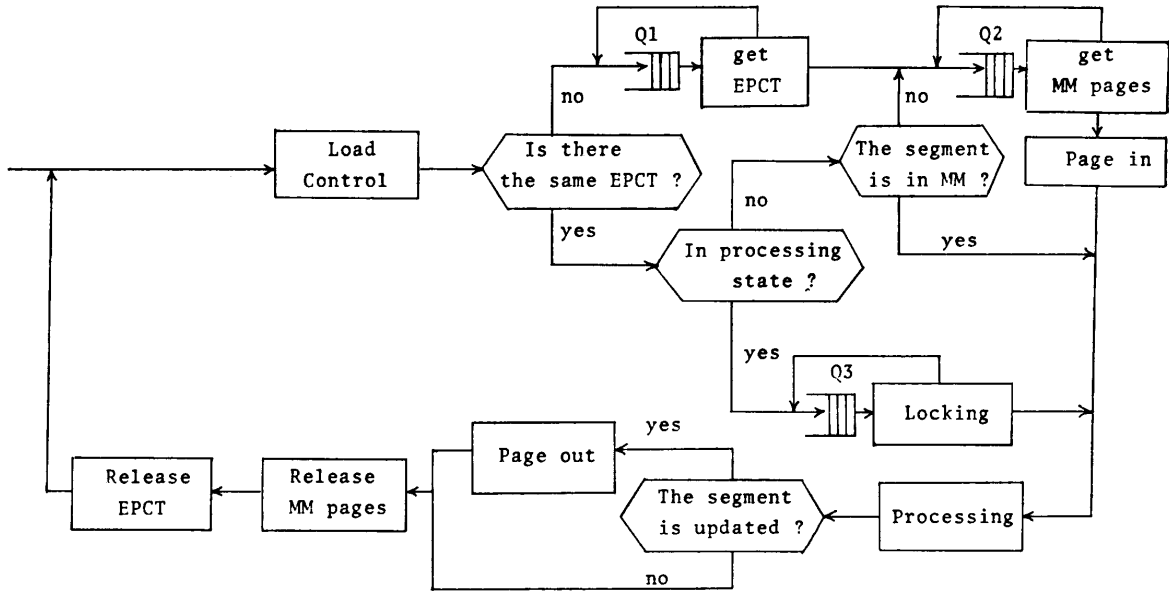 Q1
get
EPCT
Q2
get
MM pages
no
no
Load
Control
Is there
the same EPCT ?
The segment
is in MM ?
Page in
yes
no
yes
In processing
state ?
yes
Q3
Locking
yes
Page out
Release
EPCT
Release
MM pages
The segment
is updated ?
Processing
no